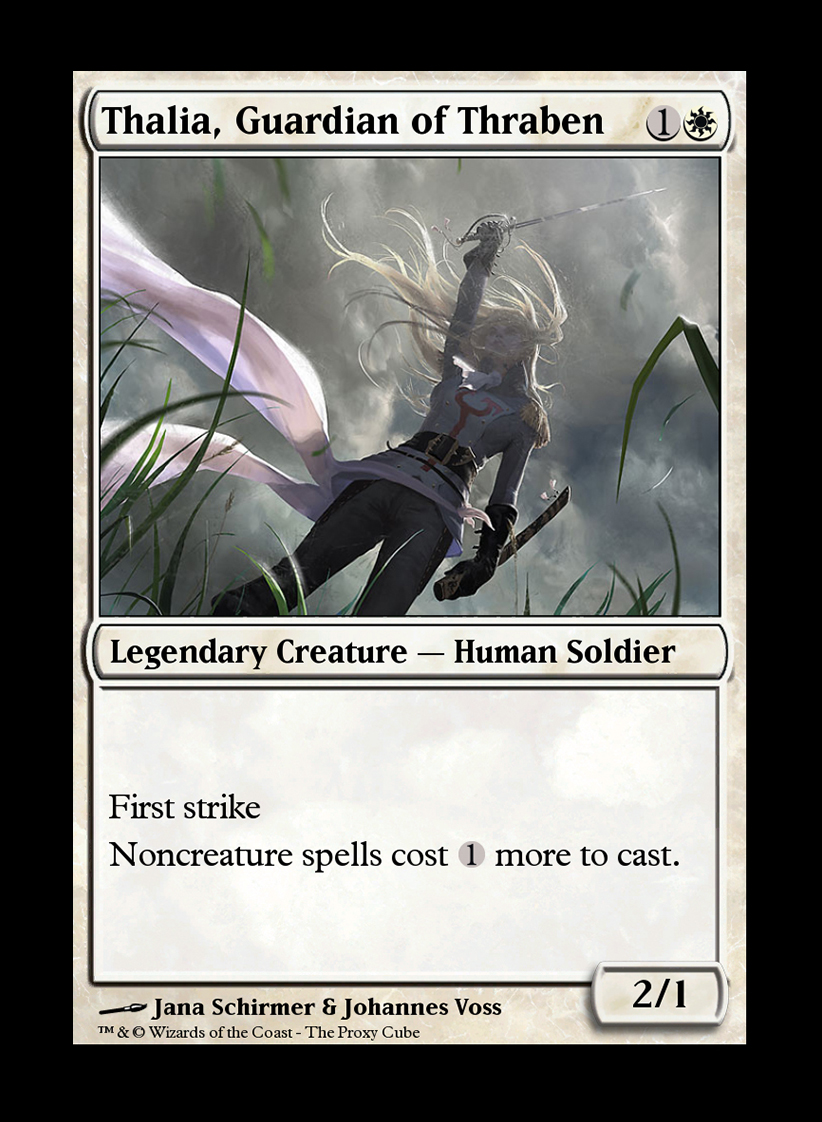 Thalia, Guardian of Thraben 1
Legendary Creature — Human Soldier
First strike
Noncreature spells cost 1 more to cast.
2/1
Jana Schirmer & Johannes Voss
™ & © Wizards of the Coast - The Proxy Cube